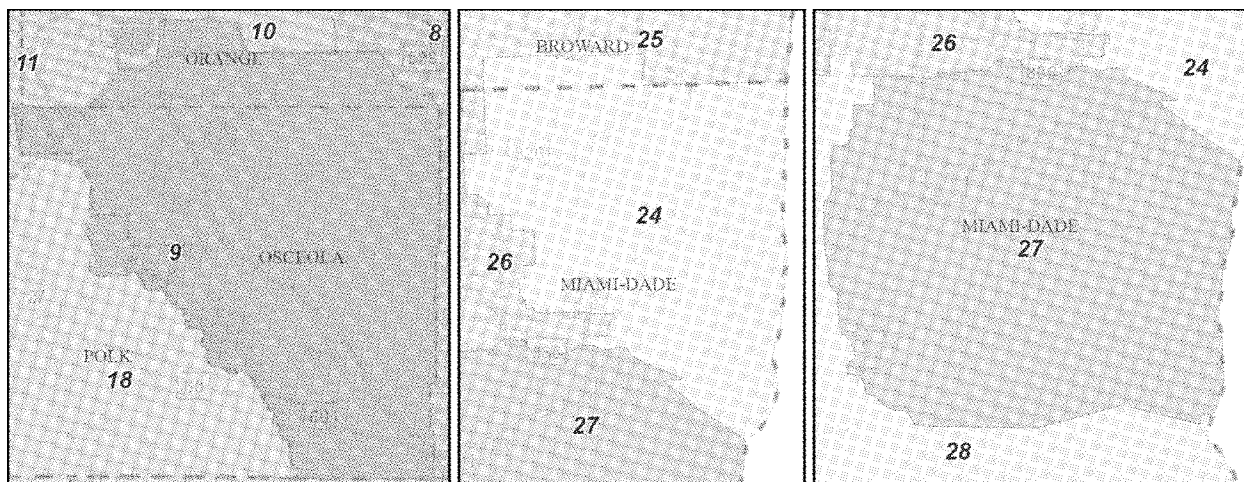 10
8
11
ORANGE
9
OSCEOLA
POLK
18
BROWARD 25
24
26
MIAMI-DADE
27
26
24
MIAMI-DADE
27
28